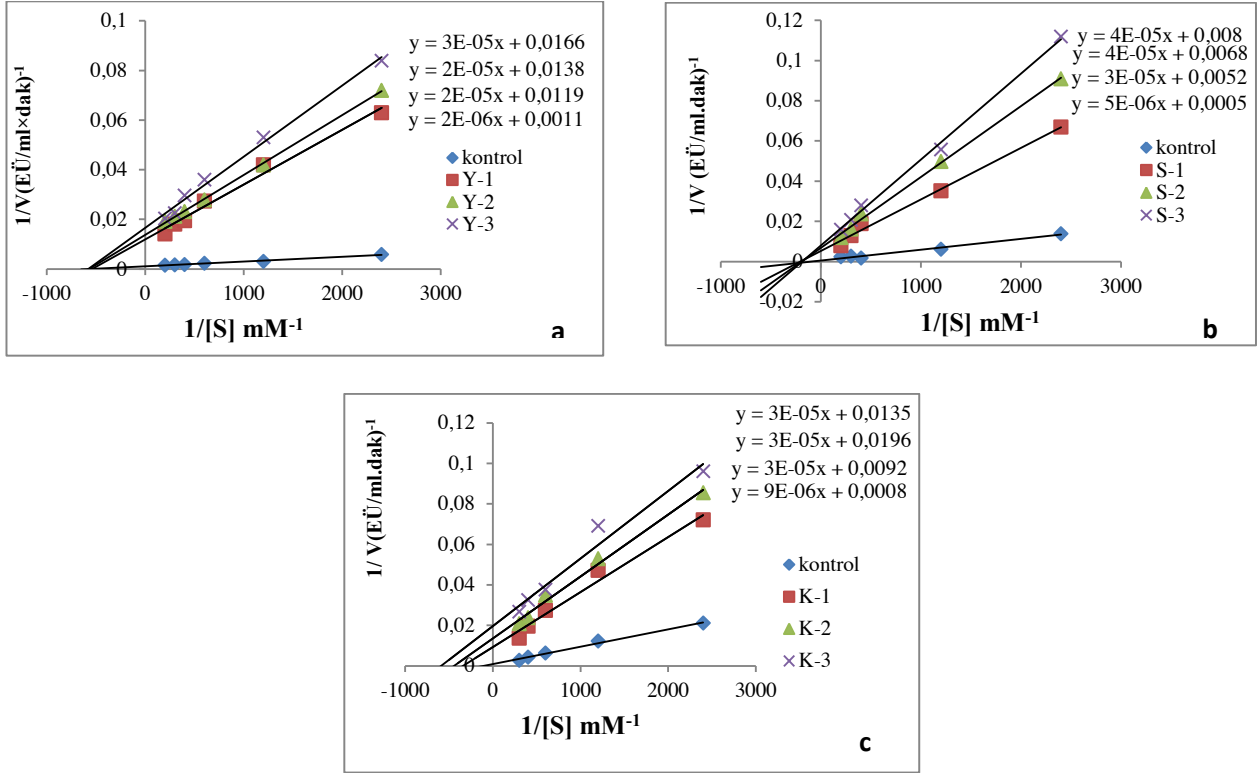 0,1
0,08
0,06
0,04
0,02
0
-1000
0
1000
2000
3000
1/V(EÜ/ml×dak)-1
1/[S] mM-1
y = 3E-05x + 0,0166
y = 2E-05x + 0,0138
y = 2E-05x + 0,0119
y = 2E-06x + 0,0011
kontrol
Y-1
Y-2
Y-3
a
0,12
0,1
0,08
0,06
0,04
0,02
0
-0,02
-1000
0
1000
2000
3000
1/V (EÜ/ml.dak)-1
1/[S] mM-1
y = 4E-05x + 0,008
y = 4E-05x + 0,0068
y = 3E-05x + 0,0052
y = 5E-06x + 0,0005
kontrol
S-1
S-2
S-3
b
0,12
0,1
0,08
0,06
0,04
0,02
0
-1000
0
1000
2000
3000
1/ V(EÜ/ml.dak)-1
1/[S] mM-1
y = 3E-05x + 0,0135
y = 3E-05x + 0,0196
y = 3E-05x + 0,0092
y = 9E-06x + 0,0008
kontrol
K-1
K-2
K-3
c